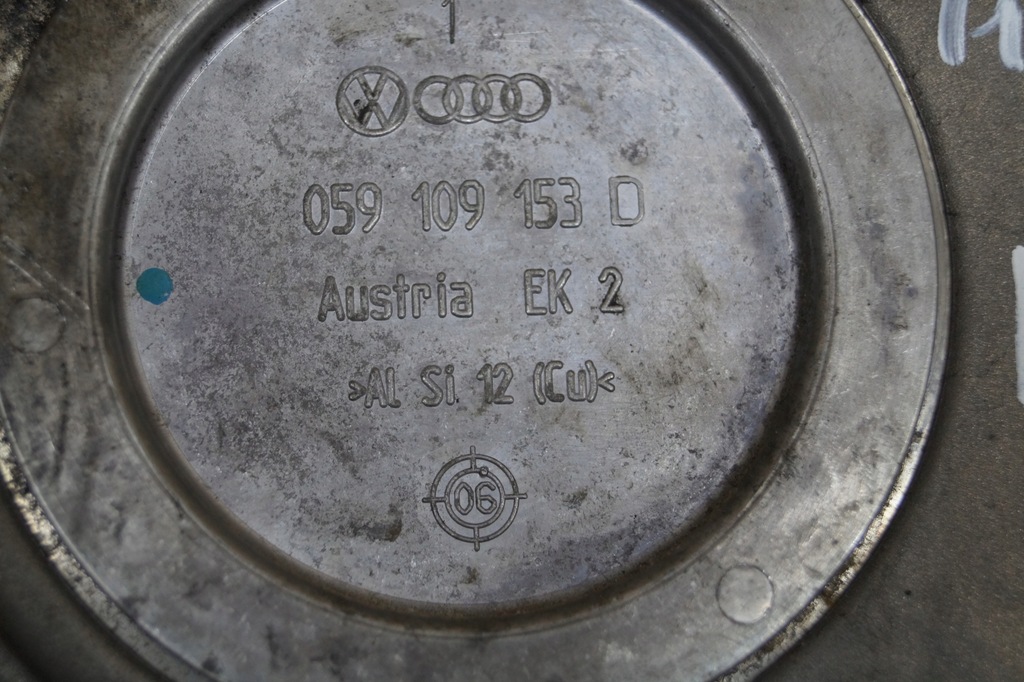 1
059 109 153 D
Austria EK 2
>Al Si 12 (Cu)<
06